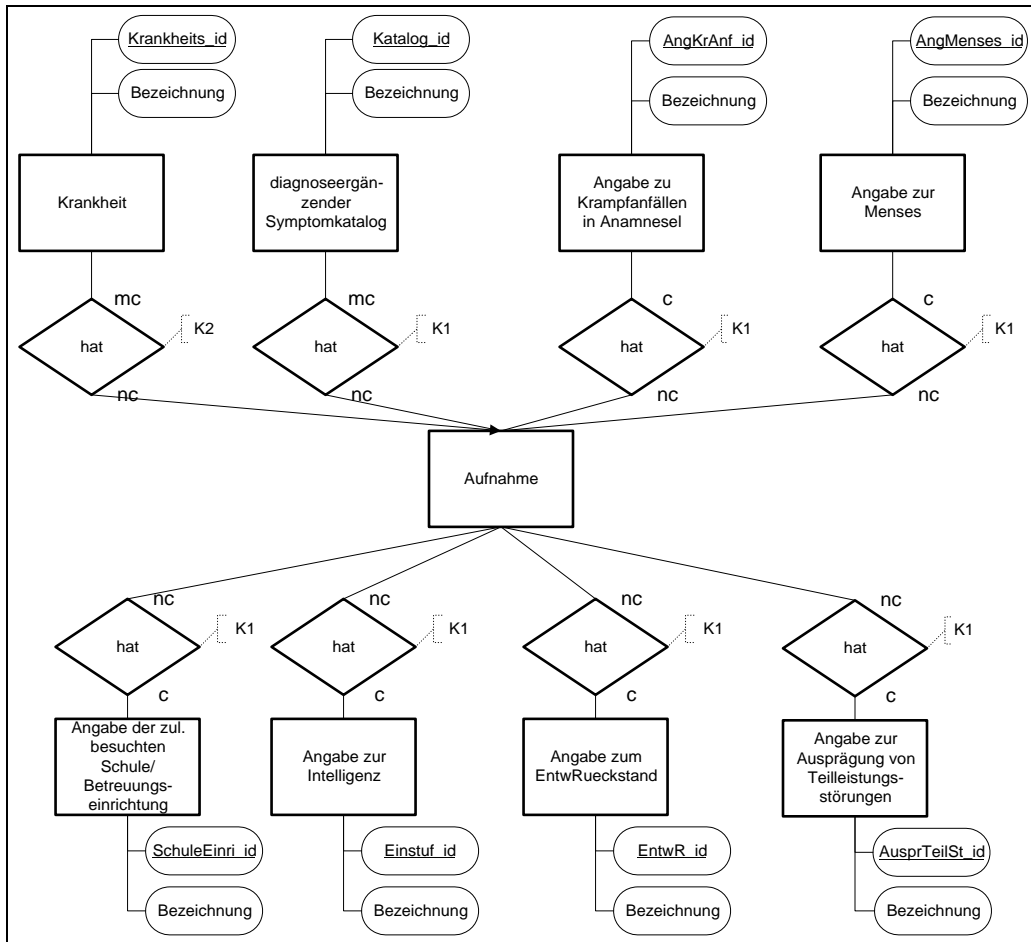 Krankheits_id
Katalog_id
AngKrAnf_id
AngMenses_id
Bezeichnung
Bezeichnung
Bezeichnung
Bezeichnung
Krankheit
diagnoseergän-
zender
Symptomkatalog
Angabe zu
Krampfanfällen
in Anamnesel
Angabe zur
Menses
mc
mc
c
c
hat
K2
hat
K1
hat
K1
hat
K1
nc
nc
nc
nc
Aufnahme
nc
nc
nc
nc
hat
K1
hat
K1
hat
K1
hat
K1
c
c
c
c
Angabe der zul.
besuchten
Schule/
Betreuungs-
einrichtung
Angabe zur
Intelligenz
Angabe zum
EntwRueckstand
Angabe zur
Ausprägung von
Teilleistungs-
störungen
SchuleEinri_id
Einstuf_id
EntwR_id
AusprTeilSt_id
Bezeichnung
Bezeichnung
Bezeichnung
Bezeichnung